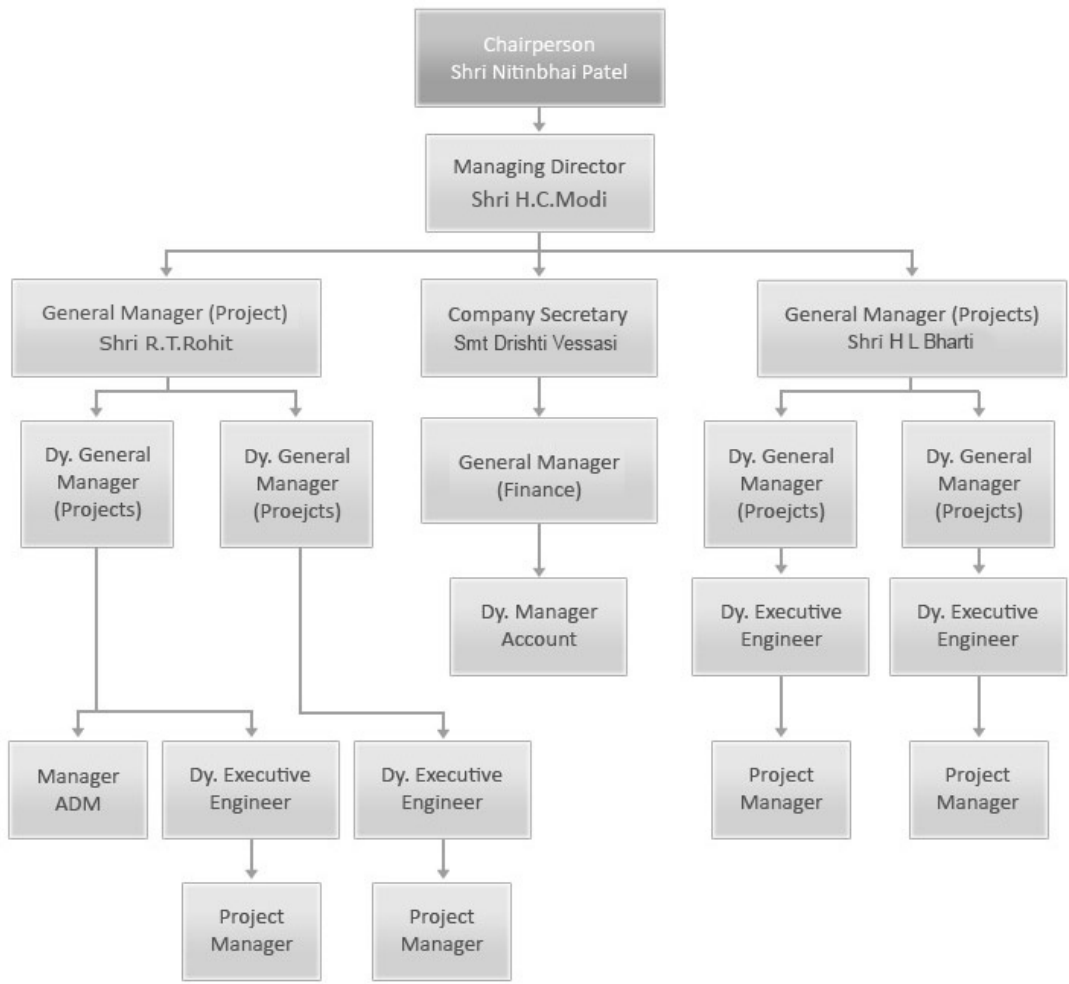 Chairperson
Shri Nitinbhai Patel
Managing Director
Shri H.C.Modi
General Manager (Project)
Shri R.T.Rohit
Company Secretary
Smt Drishti Vessasi
General Manager (Projects)
Shri H L Bharti
Dy. General
Manager
(Projects)
Dy. General
Manager
(Proejcts)
General Manager
(Finance)
Dy. General
Manager
(Proejcts)
Dy. General
Manager
(Proejcts)
Dy. Manager
Account
Dy. Executive
Engineer
Dy. Executive
Engineer
Manager
ADM
Dy. Executive
Engineer
Dy. Executive
Engineer
Project
Manager
Project
Manager
Project
Manager
Project
Manager